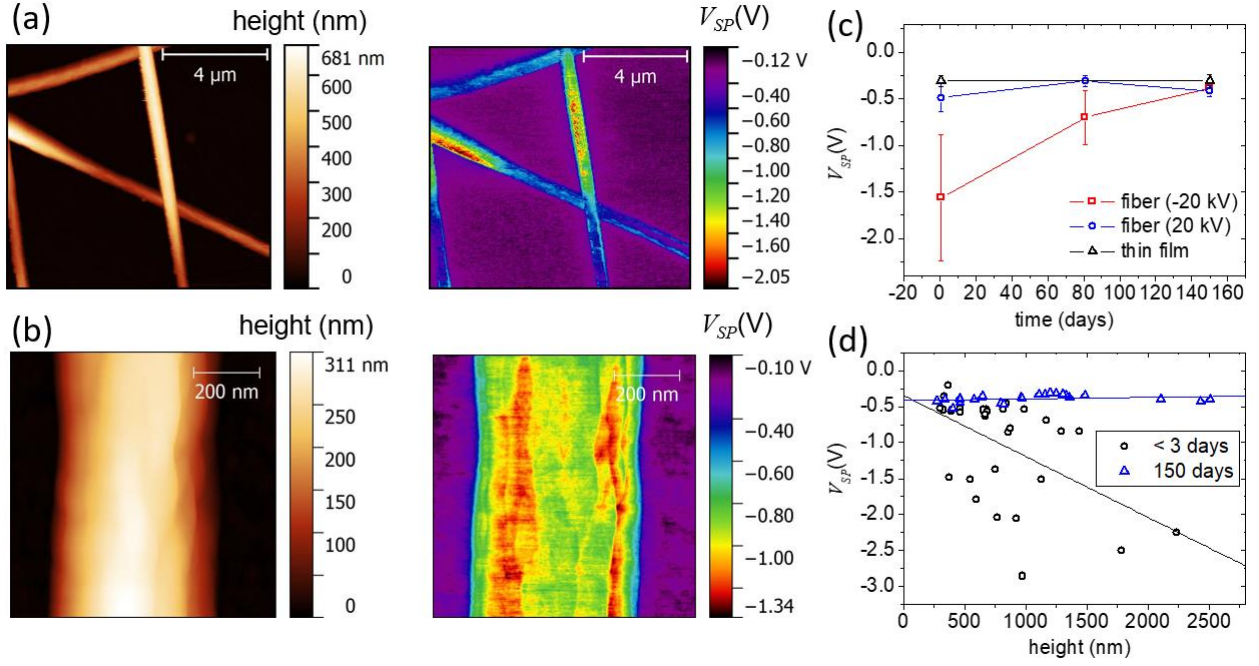 (a)
height (nm)
681 nm
600
500
400
300
200
100
0
4 μm
V_SP(V)
−0.12 V
−0.40
−0.60
−0.80
−1.00
−1.20
−1.40
−1.60
−2.05
4 μm
(b)
height (nm)
311 nm
250
200
150
100
0
200 nm
V_SP(V)
−0.10 V
−0.40
−0.60
−0.80
−1.00
−1.34
200 nm
(c)
0.0
-0.5
-1.0
-1.5
-2.0
V_SP(V)
fiber (-20 kV)
fiber (20 kV)
thin film
-20 0 20 40 60 80 100 120 140 160
time (days)
(d)
0.0
-0.5
-1.0
-1.5
-2.0
-2.5
-3.0
V_SP(V)
< 3 days
150 days
0 500 1000 1500 2000 2500
height (nm)